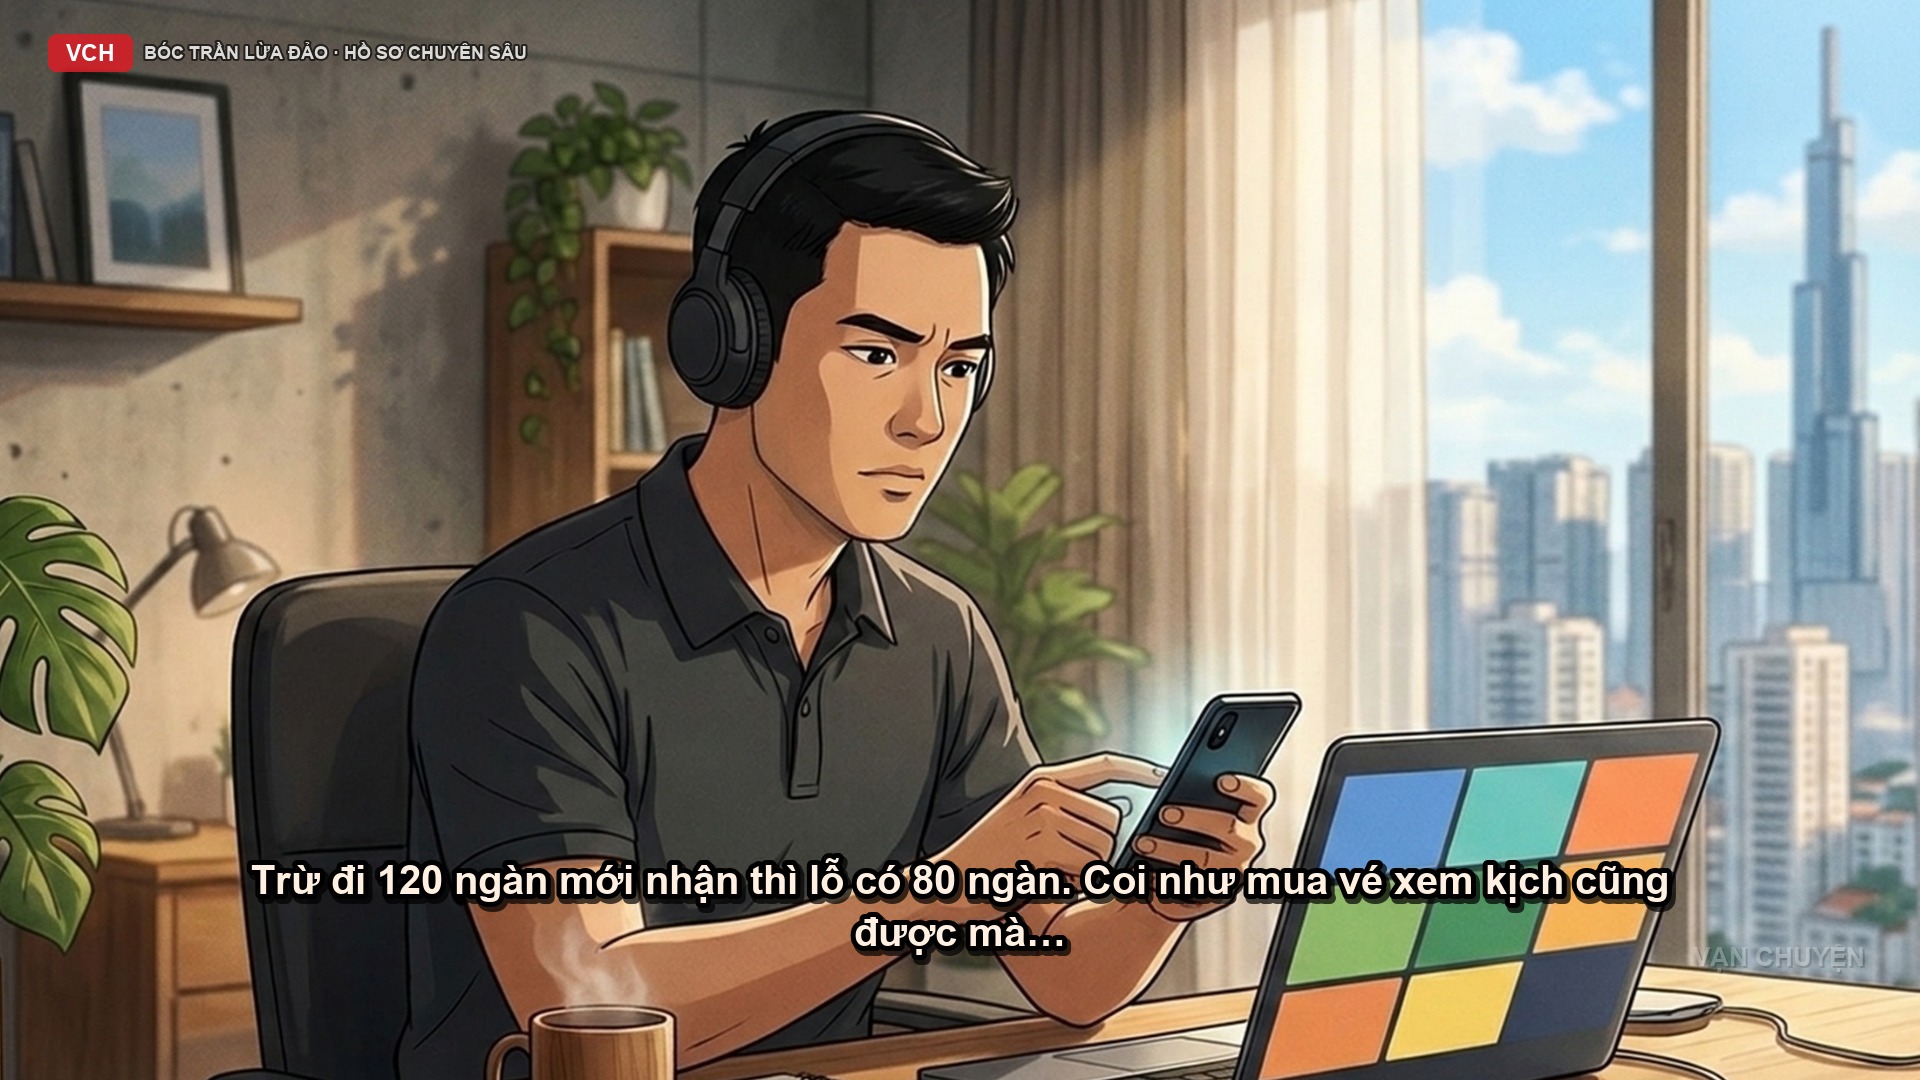 VCH BÓC TRẦN LỪA ĐẢO · HỒ SƠ CHUYÊN SÂU
Trừ đi 120 ngàn mới nhận thì lỗ có 80 ngàn. Coi như mua vé xem kịch cũng
được mà...
VẠN CHUYỆN